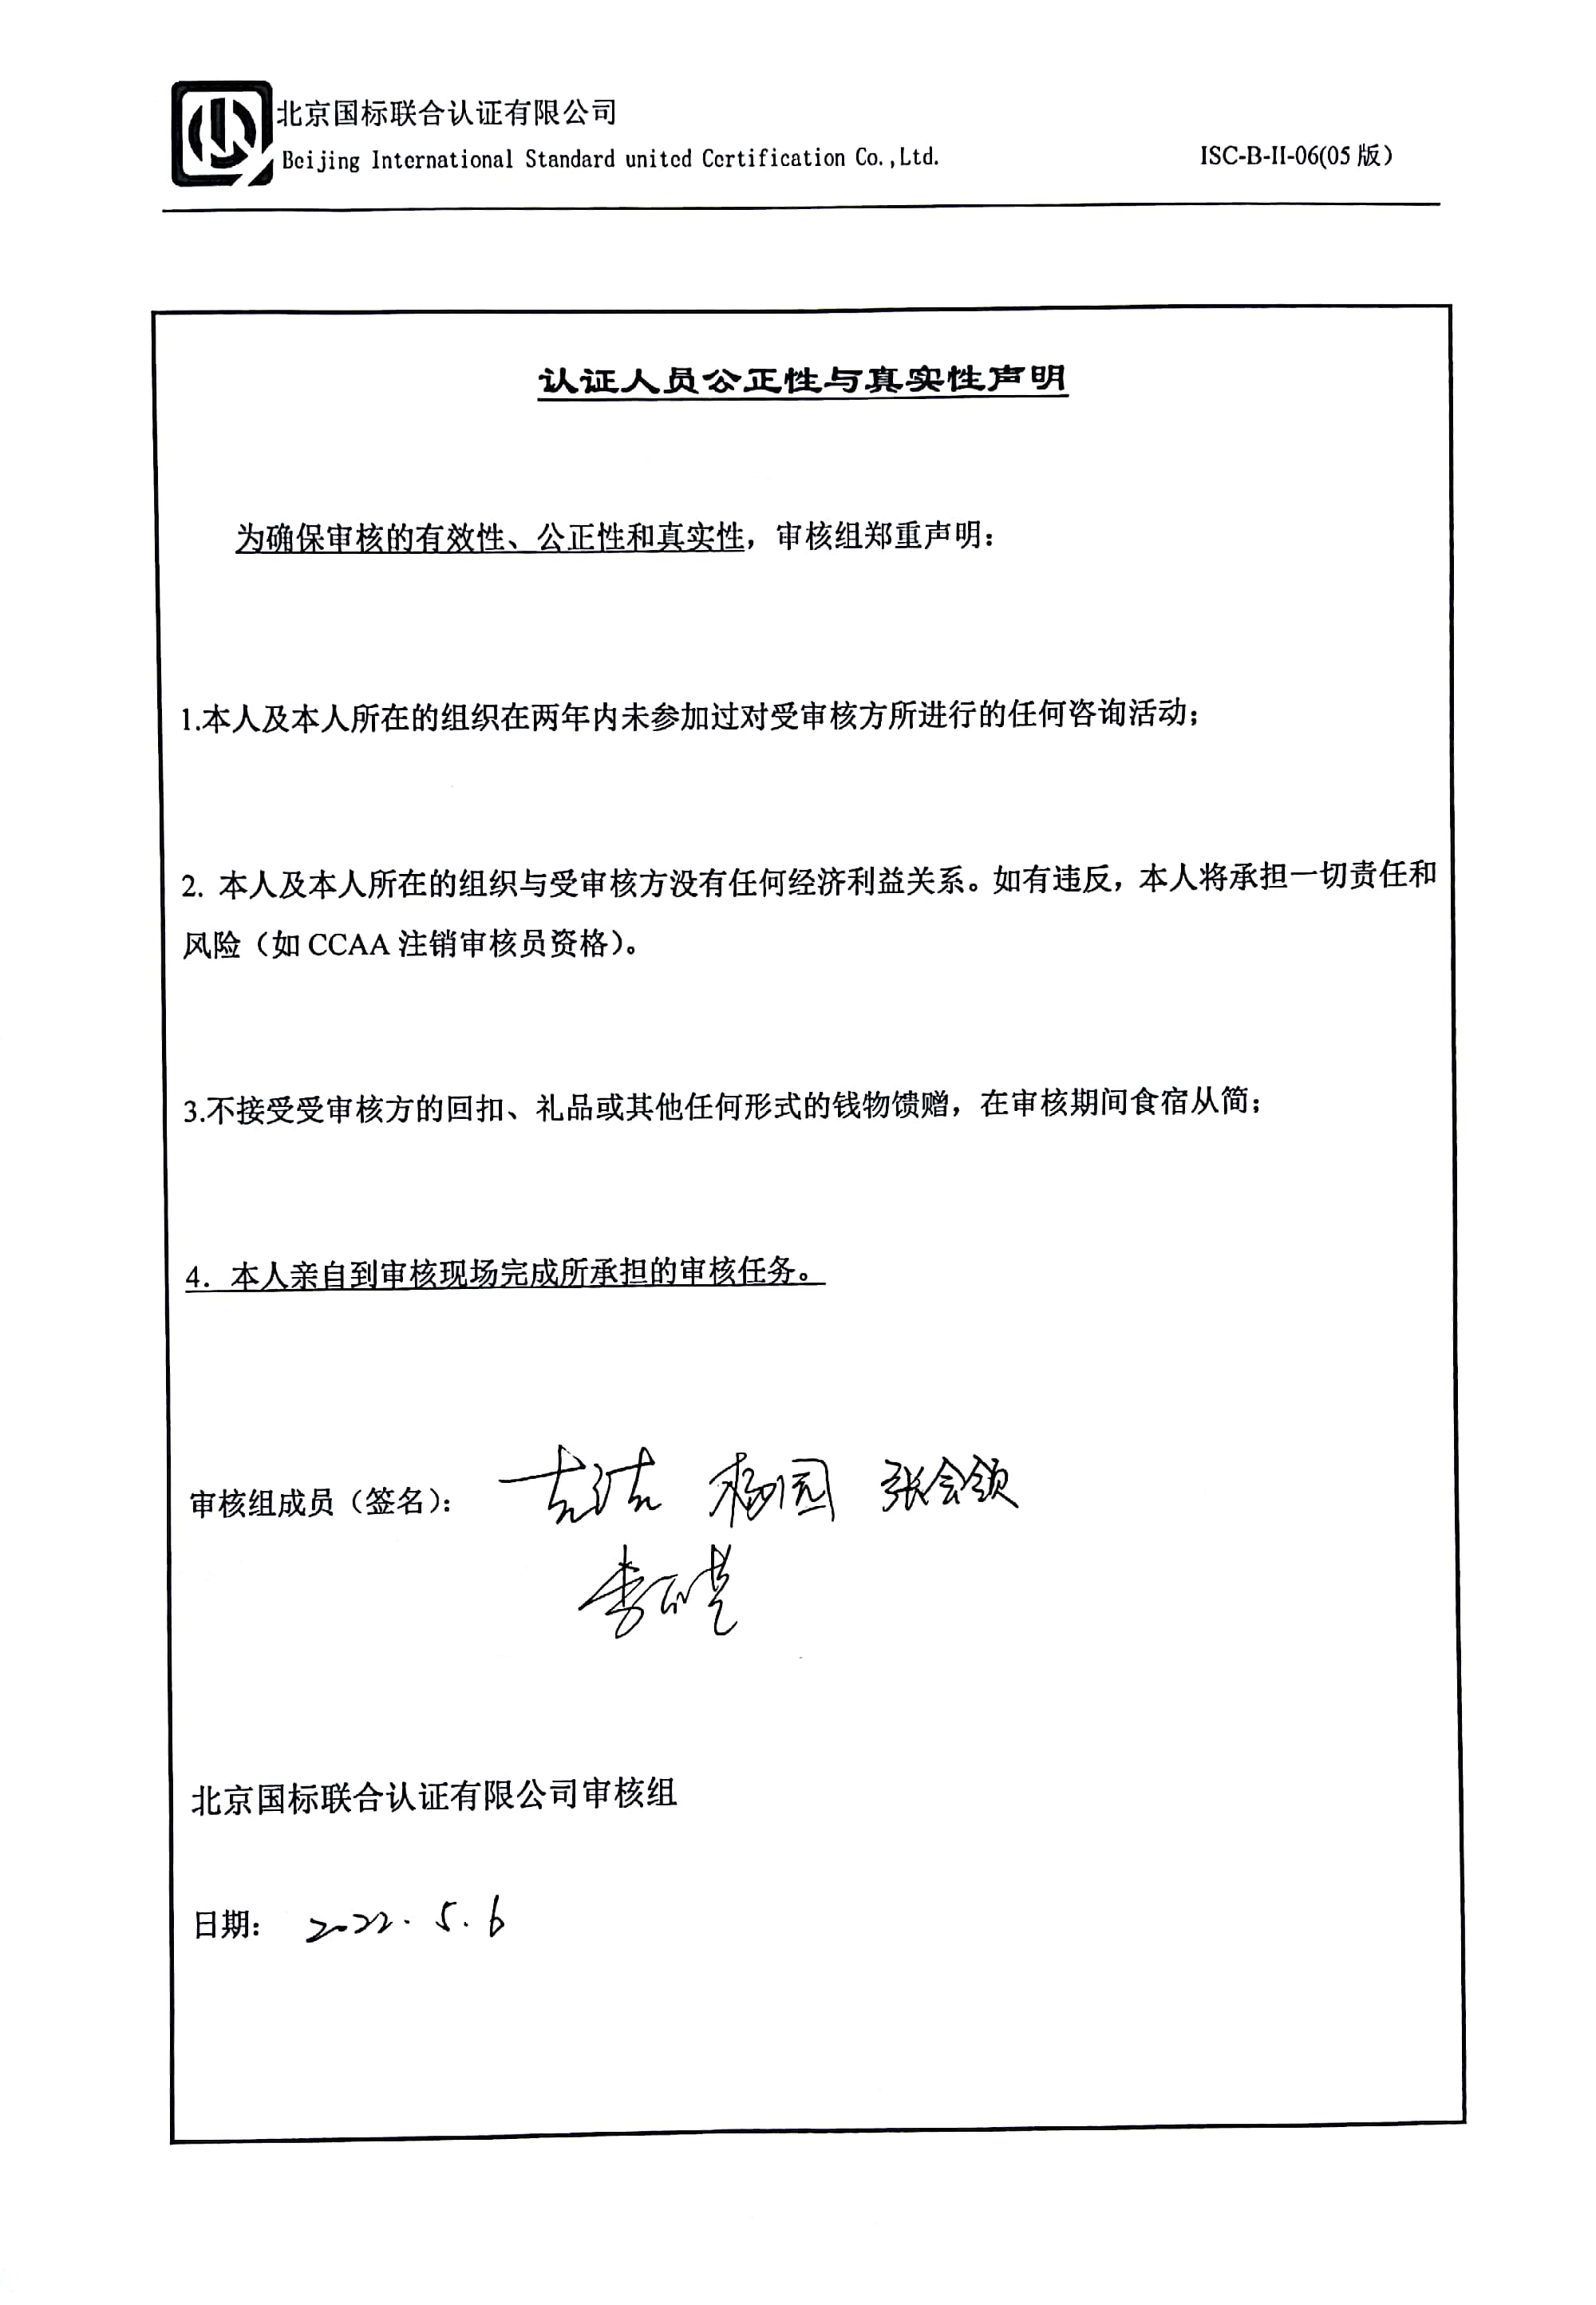 北京国标联合认证有限公司
Beijing International Standard united Certification Co.,Ltd.
ISC-B-II-06(05 版)
认证人员公正性与真实性声明
为确保审核的有效性、公正性和真实性，审核组郑重声明：
1.本人及本人所在的组织在两年内未参加过对受审核方所进行的任何咨询活动；
2. 本人及本人所在的组织与受审核方没有任何经济利益关系。如有违反，本人将承担一切责任和
风险（如 CCAA 注销审核员资格）。
3.不接受受审核方的回扣、礼品或其他任何形式的钱物馈赠，在审核期间食宿从简；
4. 本人亲自到审核现场完成所承担的审核任务。
审核组成员（签名）： 吉洁 杨园 张会领
北京国标联合认证有限公司审核组
日期： 2022.5.6